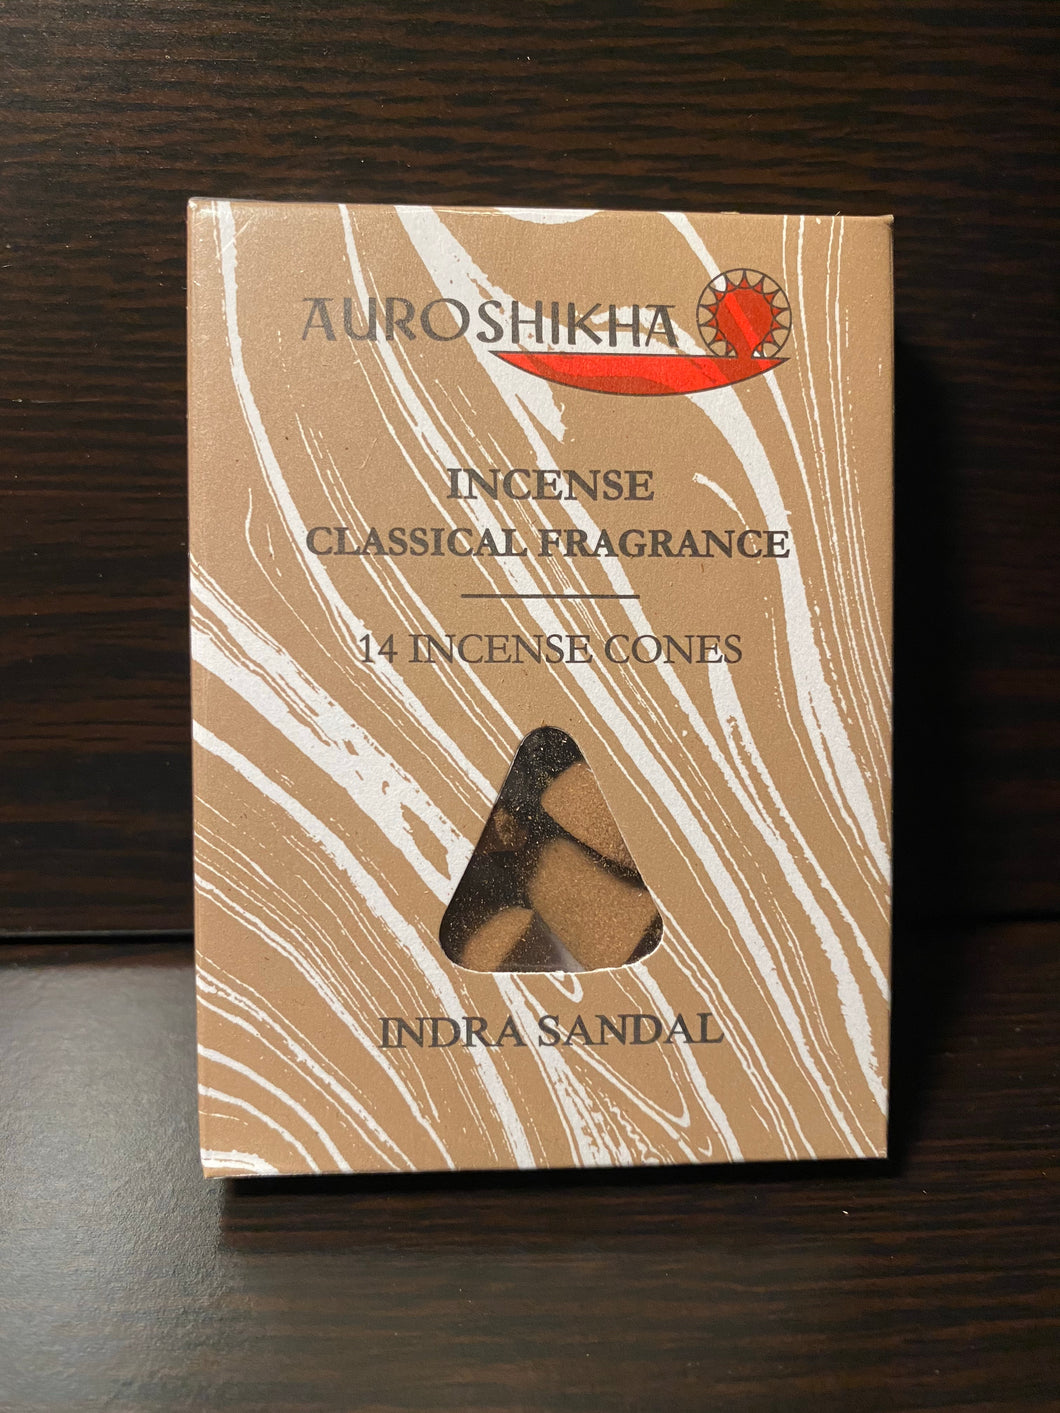 AUROSHIKHA
INCENSE
CLASSICAL FRAGRANCE
14 INCENSE CONES
INDRA SANDAL